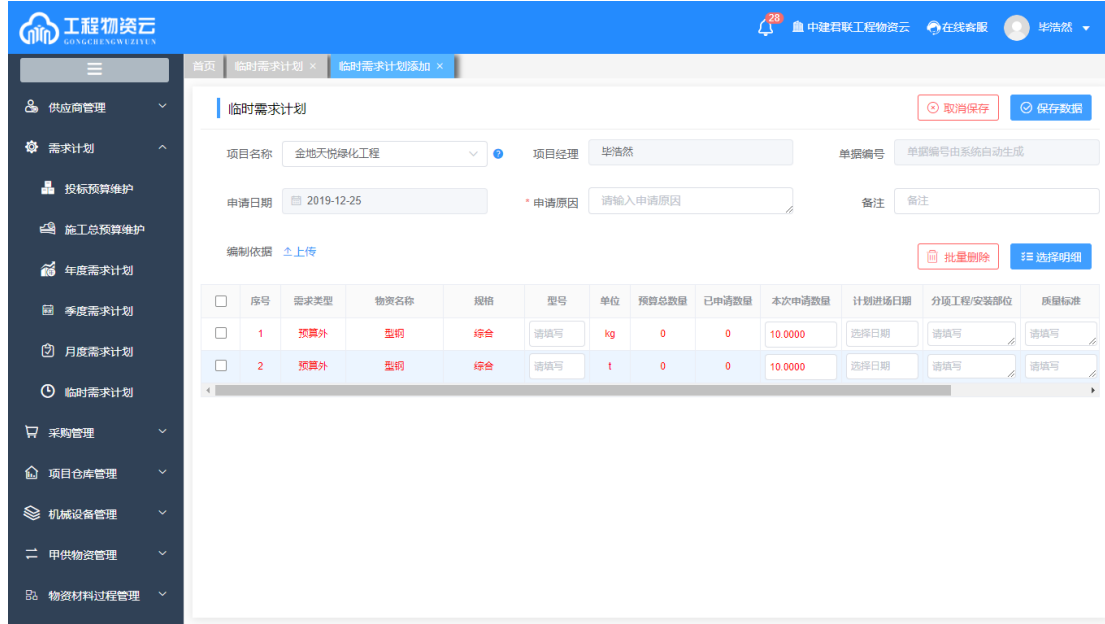 工程物资云
GONGCHENGWUZIYUN
28
中建君联工程物资云
在线客服
毕浩然
首页
临时需求计划 ×
临时需求计划添加 ×
供应商管理
需求计划
投标预算维护
施工总预算维护
年度需求计划
季度需求计划
月度需求计划
临时需求计划
采购管理
项目仓库管理
机械设备管理
甲供物资管理
物资材料过程管理
临时需求计划
取消保存
保存数据
项目名称 金地天悦绿化工程 项目经理 毕浩然 单据编号 单据编号由系统自动生成
申请日期 2019-12-25 * 申请原因 请输入申请原因 备注 备注
编制依据 上传
批量删除
选择明细
序号 需求类型 物资名称 规格 型号 单位 预算总数量 已申请数量 本次申请数量 计划进场日期 分项工程/安装部位 质量标准
1 预算外 型钢 综合 请填写 kg 0 0 10.0000 选择日期 请填写 请填写
2 预算外 型钢 综合 请填写 t 0 0 10.0000 选择日期 请填写 请填写